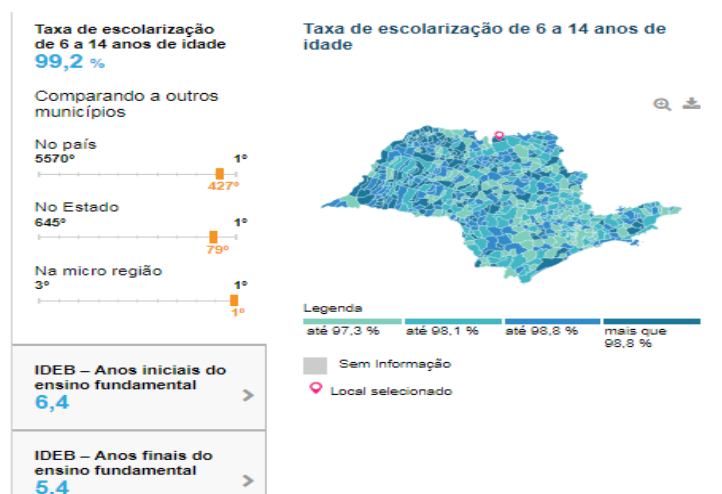 Taxa de escolarização
de 6 a 14 anos de idade
99,2 %
Comparando a outros
municípios
No país
5570º 1º
427º
No Estado
645º 1º
79º
Na micro região
3º 1º
1º
IDEB – Anos iniciais do
ensino fundamental
6,4
IDEB – Anos finais do
ensino fundamental
5,4
Taxa de escolarização de 6 a 14 anos de
idade
Legenda
até 97,3 % até 98,1 % até 98,8 % mais que
98,8 %
Sem Informação
Local selecionado